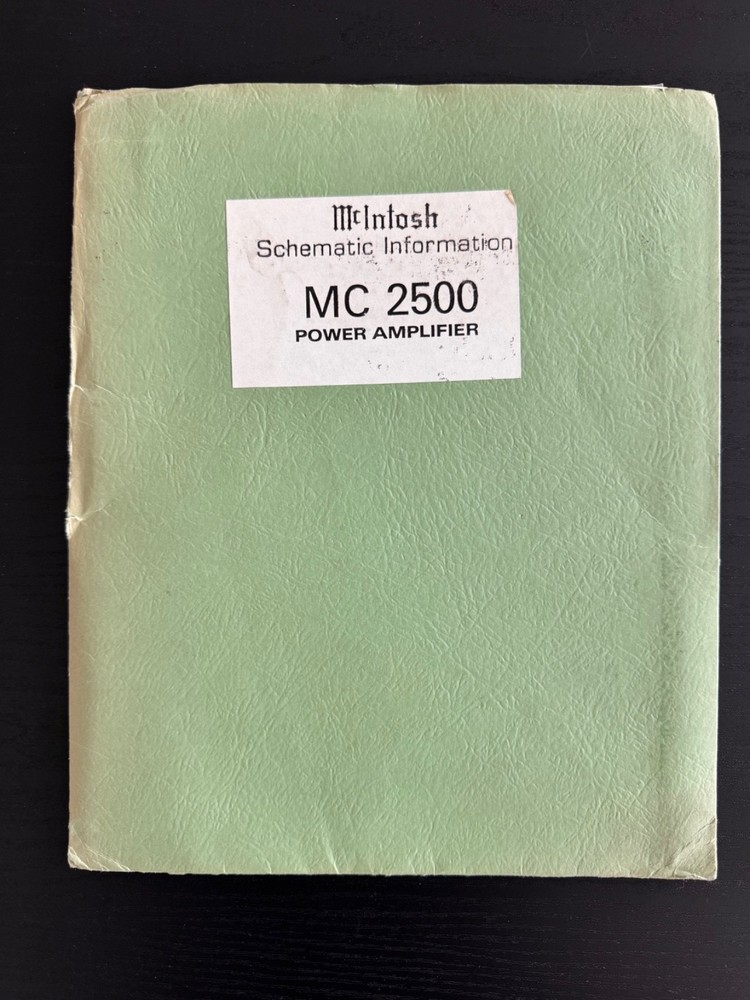 McIntosh
Schematic Information
MC 2500
POWER AMPLIFIER